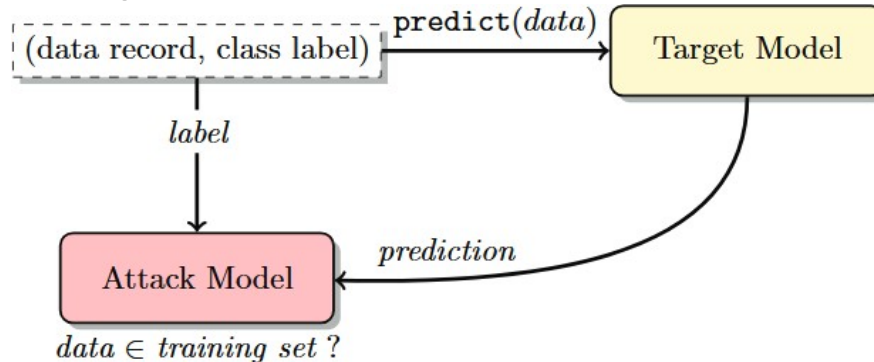 (data record, class label)
predict(data)
Target Model
label
prediction
Attack Model
data ∈ training set ?